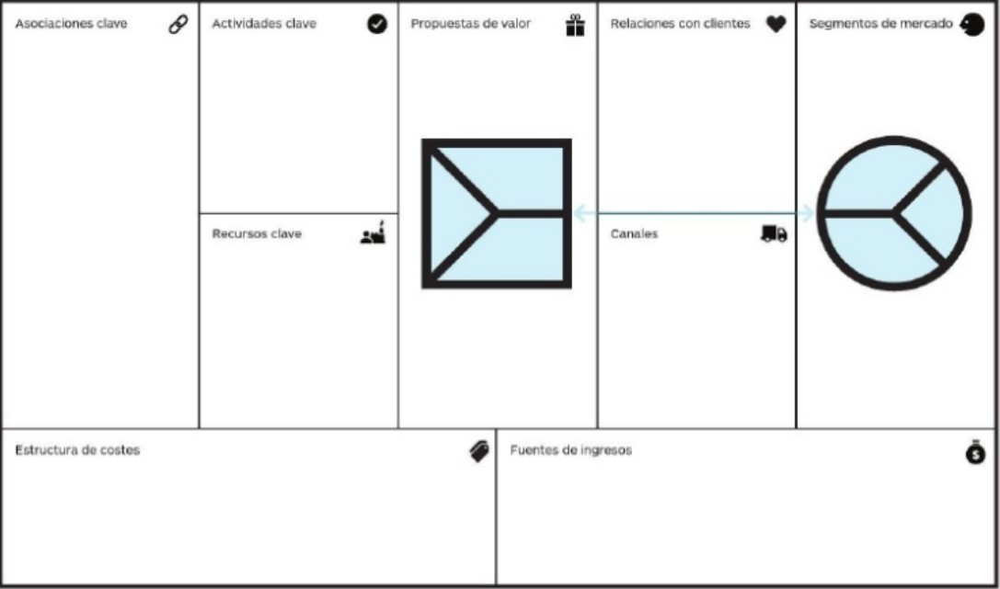 Asociaciones clave
Actividades clave
Propuestas de valor
Relaciones con clientes
Segmentos de mercado
Recursos clave
Canales
Estructura de costes
Fuentes de ingresos
$